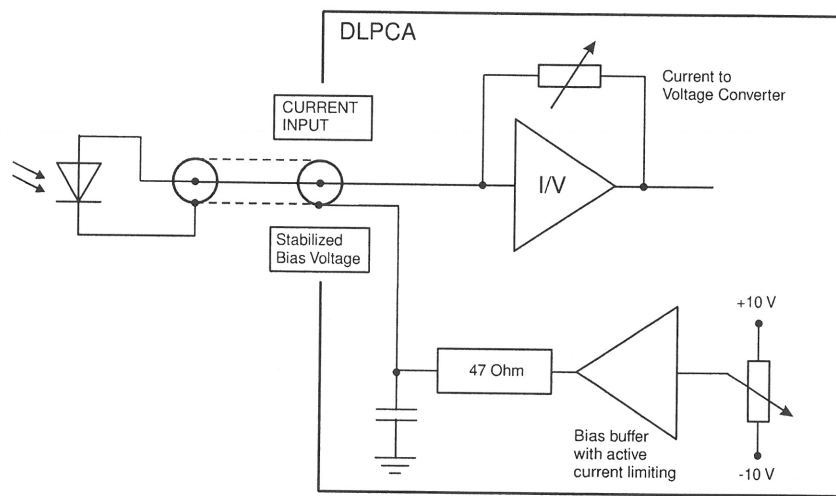 DLPCA
CURRENT
INPUT
Current to
Voltage Converter
I/V
Stabilized
Bias Voltage
+10 V
47 Ohm
Bias buffer
with active
current limiting
-10 V